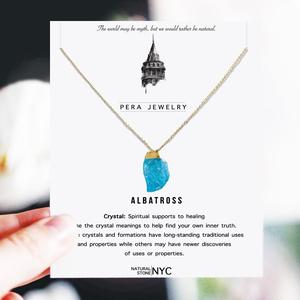 The world may be myth, but we would rather be natural.
PERA JEWELRY
ALBATROSS
Crystal: Spiritual supports to healing
the crystal meanings to help find your own inner truth.
crystals and formations have long-standing traditional uses
and properties while others may have newer discoveries
of uses or properties.
NATURAL
STONE NYC